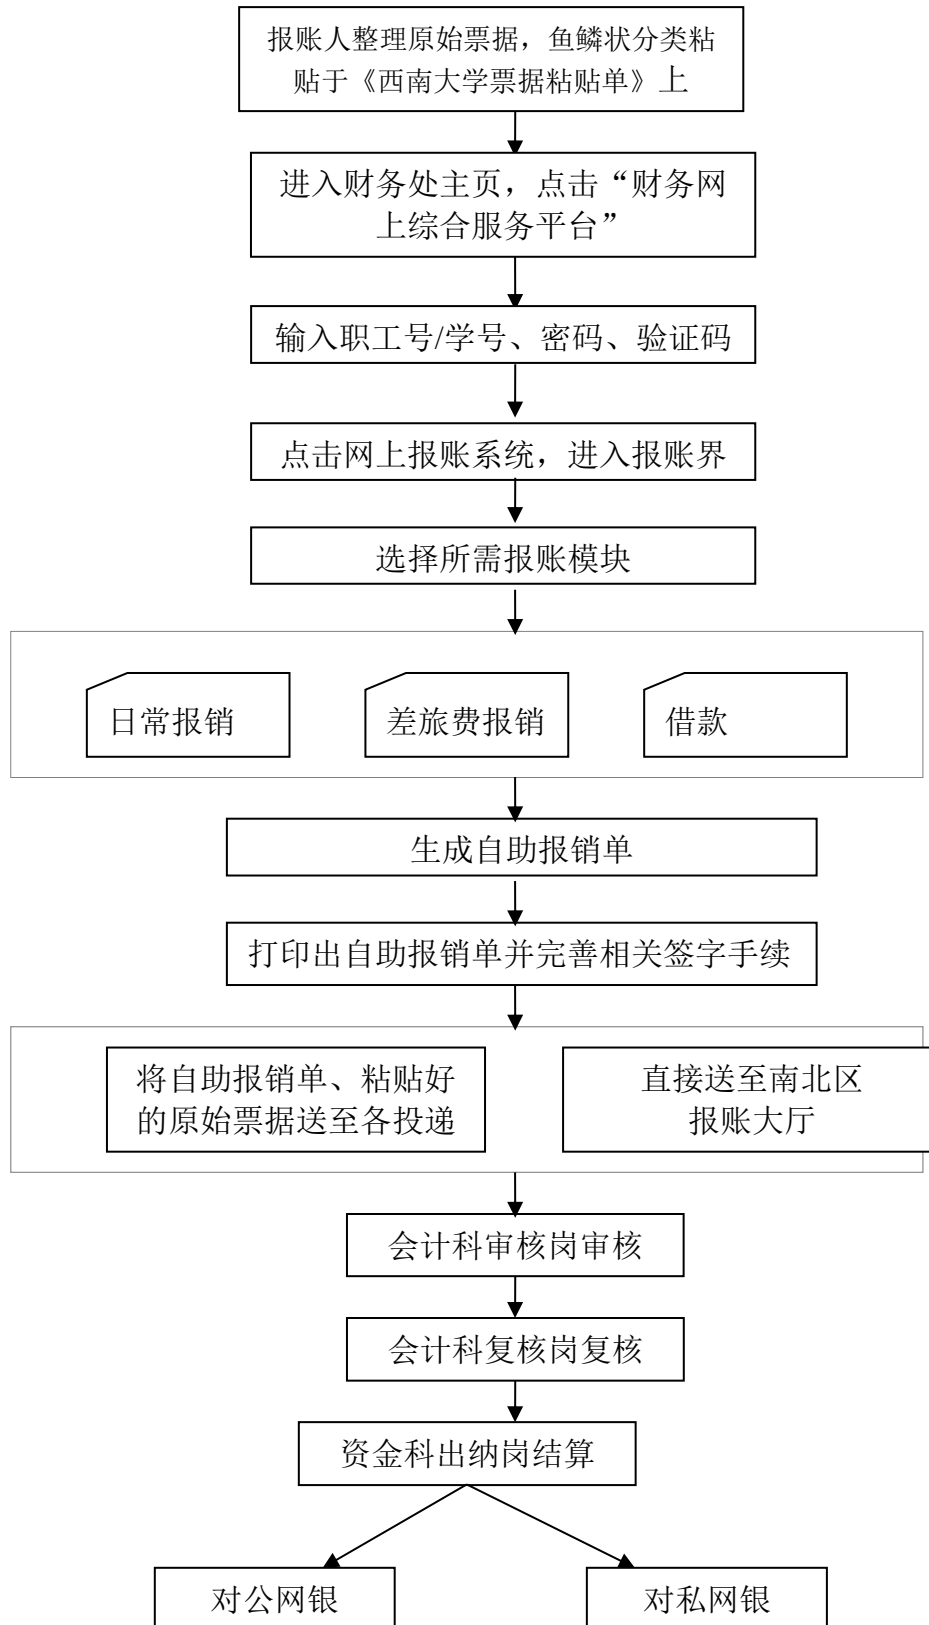 报账人整理原始票据，鱼鳞状分类粘
贴于《西南大学票据粘贴单》上
进入财务处主页，点击“财务网
上综合服务平台”
输入职工号/学号、密码、验证码
点击网上报账系统，进入报账界
选择所需报账模块
日常报销
差旅费报销
借款
生成自助报销单
打印出自助报销单并完善相关签字手续
将自助报销单、粘贴好
的原始票据送至各投递
直接送至南北区
报账大厅
会计科审核岗审核
会计科复核岗复核
资金科出纳岗结算
对公网银
对私网银